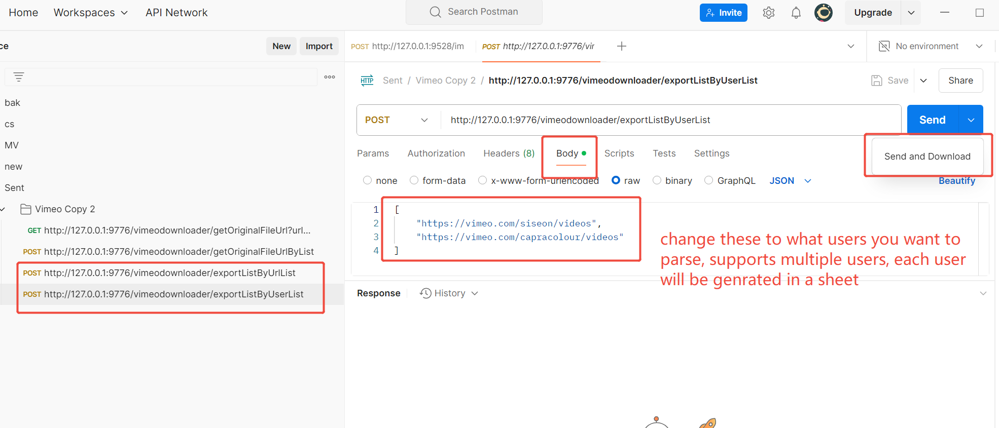 Home Workspaces API Network Search Postman Invite Upgrade
ce New Import
POST http://127.0.0.1:9528/im POST http://127.0.0.1:9776/vir No environment
HTTP Sent / Vimeo Copy 2 / http://127.0.0.1:9776/vimeodownloader/exportListByUserList Save Share
bak
cs
MV
new
Sent
Vimeo Copy 2
GET http://127.0.0.1:9776/vimeodownloader/getOriginalFileUrl?url...
POST http://127.0.0.1:9776/vimeodownloader/getOriginalFileUrlByList
POST http://127.0.0.1:9776/vimeodownloader/exportListByUrlList
POST http://127.0.0.1:9776/vimeodownloader/exportListByUserList
POST http://127.0.0.1:9776/vimeodownloader/exportListByUserList Send
Params Authorization Headers (8) Body Scripts Tests Settings
Send and Download
none form-data x-www-form-urlencoded raw binary GraphQL JSON Beautify
1 [
2 "https://vimeo.com/siseon/videos",
3 "https://vimeo.com/capracolour/videos"
4 ]
change these to what users you want to
parse, supports multiple users, each user
will be genrated in a sheet
Response History